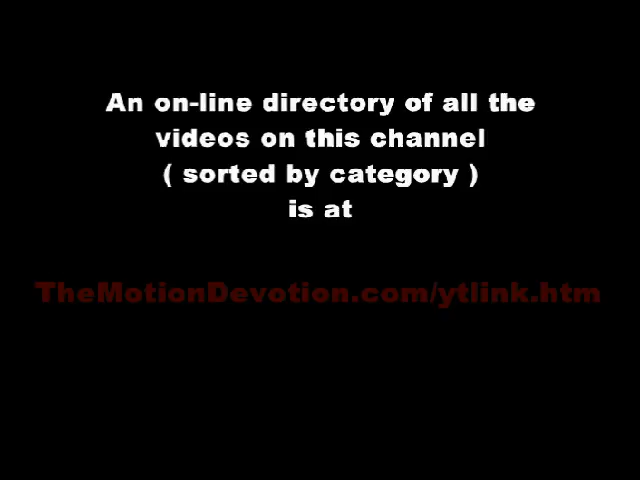 An on-line directory of all the
videos on this channel
( sorted by category )
is at
TheMotionDevotion.com/ytlink.htm